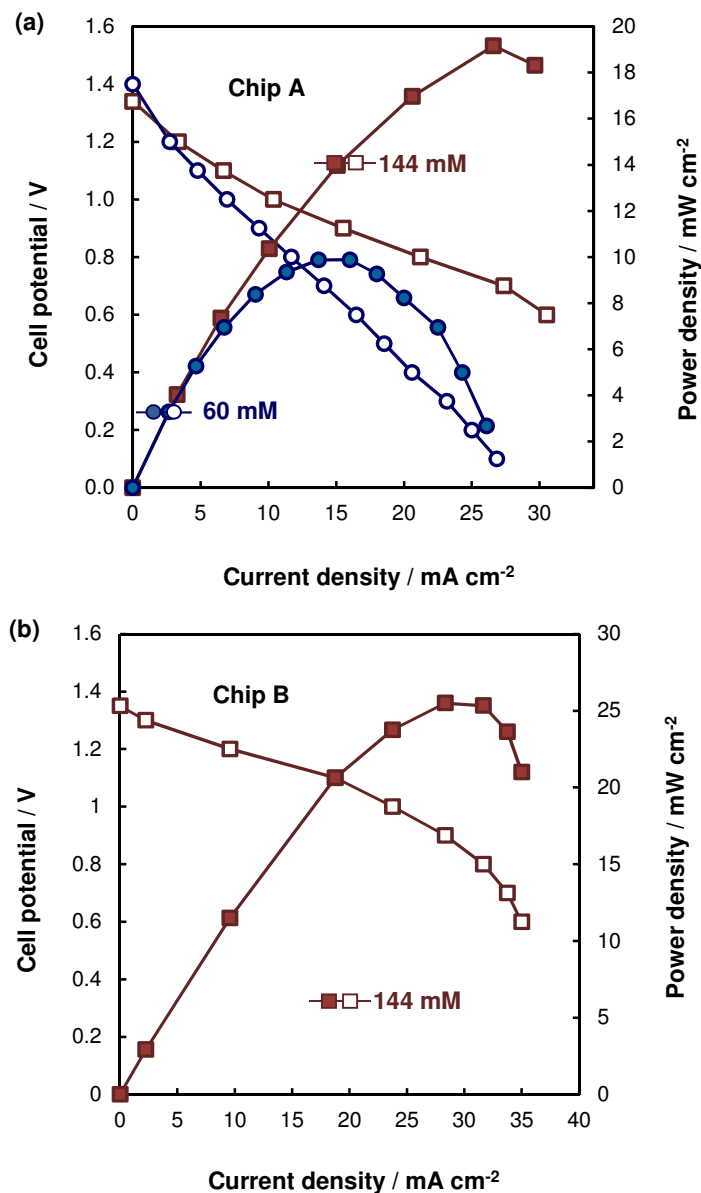 (a)
1.6
1.4
1.2
1.0
0.8
0.6
0.4
0.2
0.0
Cell potential / V
Chip A
144 mM
60 mM
20
18
16
14
12
10
8
6
4
2
0
Power density / mW cm-2
0 5 10 15 20 25 30
Current density / mA cm-2
(b)
1.6
1.4
1.2
1
0.8
0.6
0.4
0.2
0
Cell potential / V
Chip B
144 mM
30
25
20
15
10
5
0
Power density / mW cm-2
0 5 10 15 20 25 30 35 40
Current density / mA cm-2